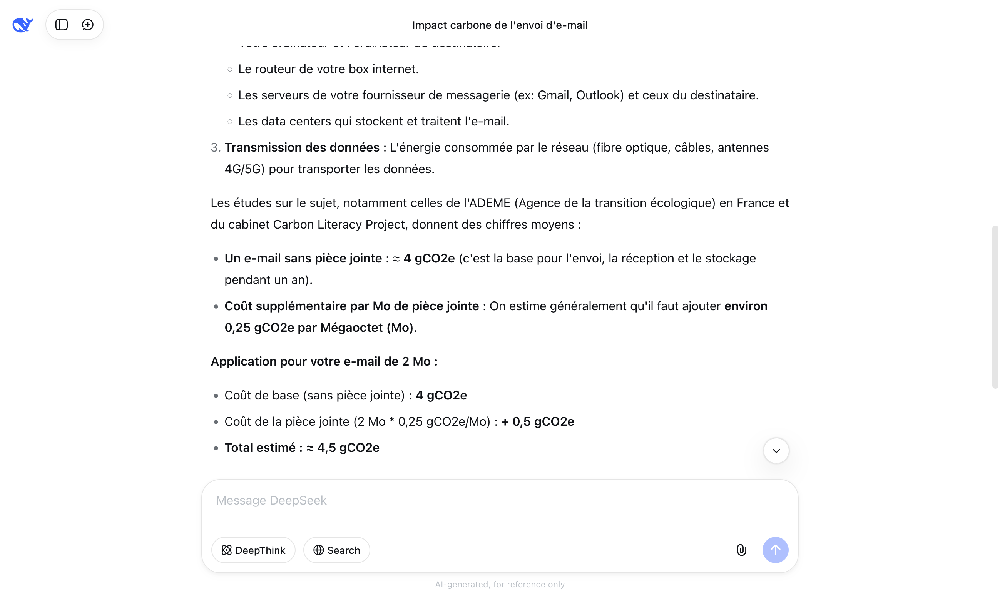 Impact carbone de l'envoi d'e-mail
Votre ordinateur et l'ordinateur du destinataire.
Le routeur de votre box internet.
Les serveurs de votre fournisseur de messagerie (ex: Gmail, Outlook) et ceux du destinataire.
Les data centers qui stockent et traitent l'e-mail.
3. Transmission des données : L'énergie consommée par le réseau (fibre optique, câbles, antennes
4G/5G) pour transporter les données.
Les études sur le sujet, notamment celles de l'ADEME (Agence de la transition écologique) en France et
du cabinet Carbon Literacy Project, donnent des chiffres moyens :
Un e-mail sans pièce jointe : ≈ 4 gCO2e (c'est la base pour l'envoi, la réception et le stockage
pendant un an).
Coût supplémentaire par Mo de pièce jointe : On estime généralement qu'il faut ajouter environ
0,25 gCO2e par Mégaoctet (Mo).
Application pour votre e-mail de 2 Mo :
Coût de base (sans pièce jointe) : 4 gCO2e
Coût de la pièce jointe (2 Mo * 0,25 gCO2e/Mo) : + 0,5 gCO2e
Total estimé : ≈ 4,5 gCO2e
Message DeepSeek
DeepThink
Search
AI-generated, for reference only